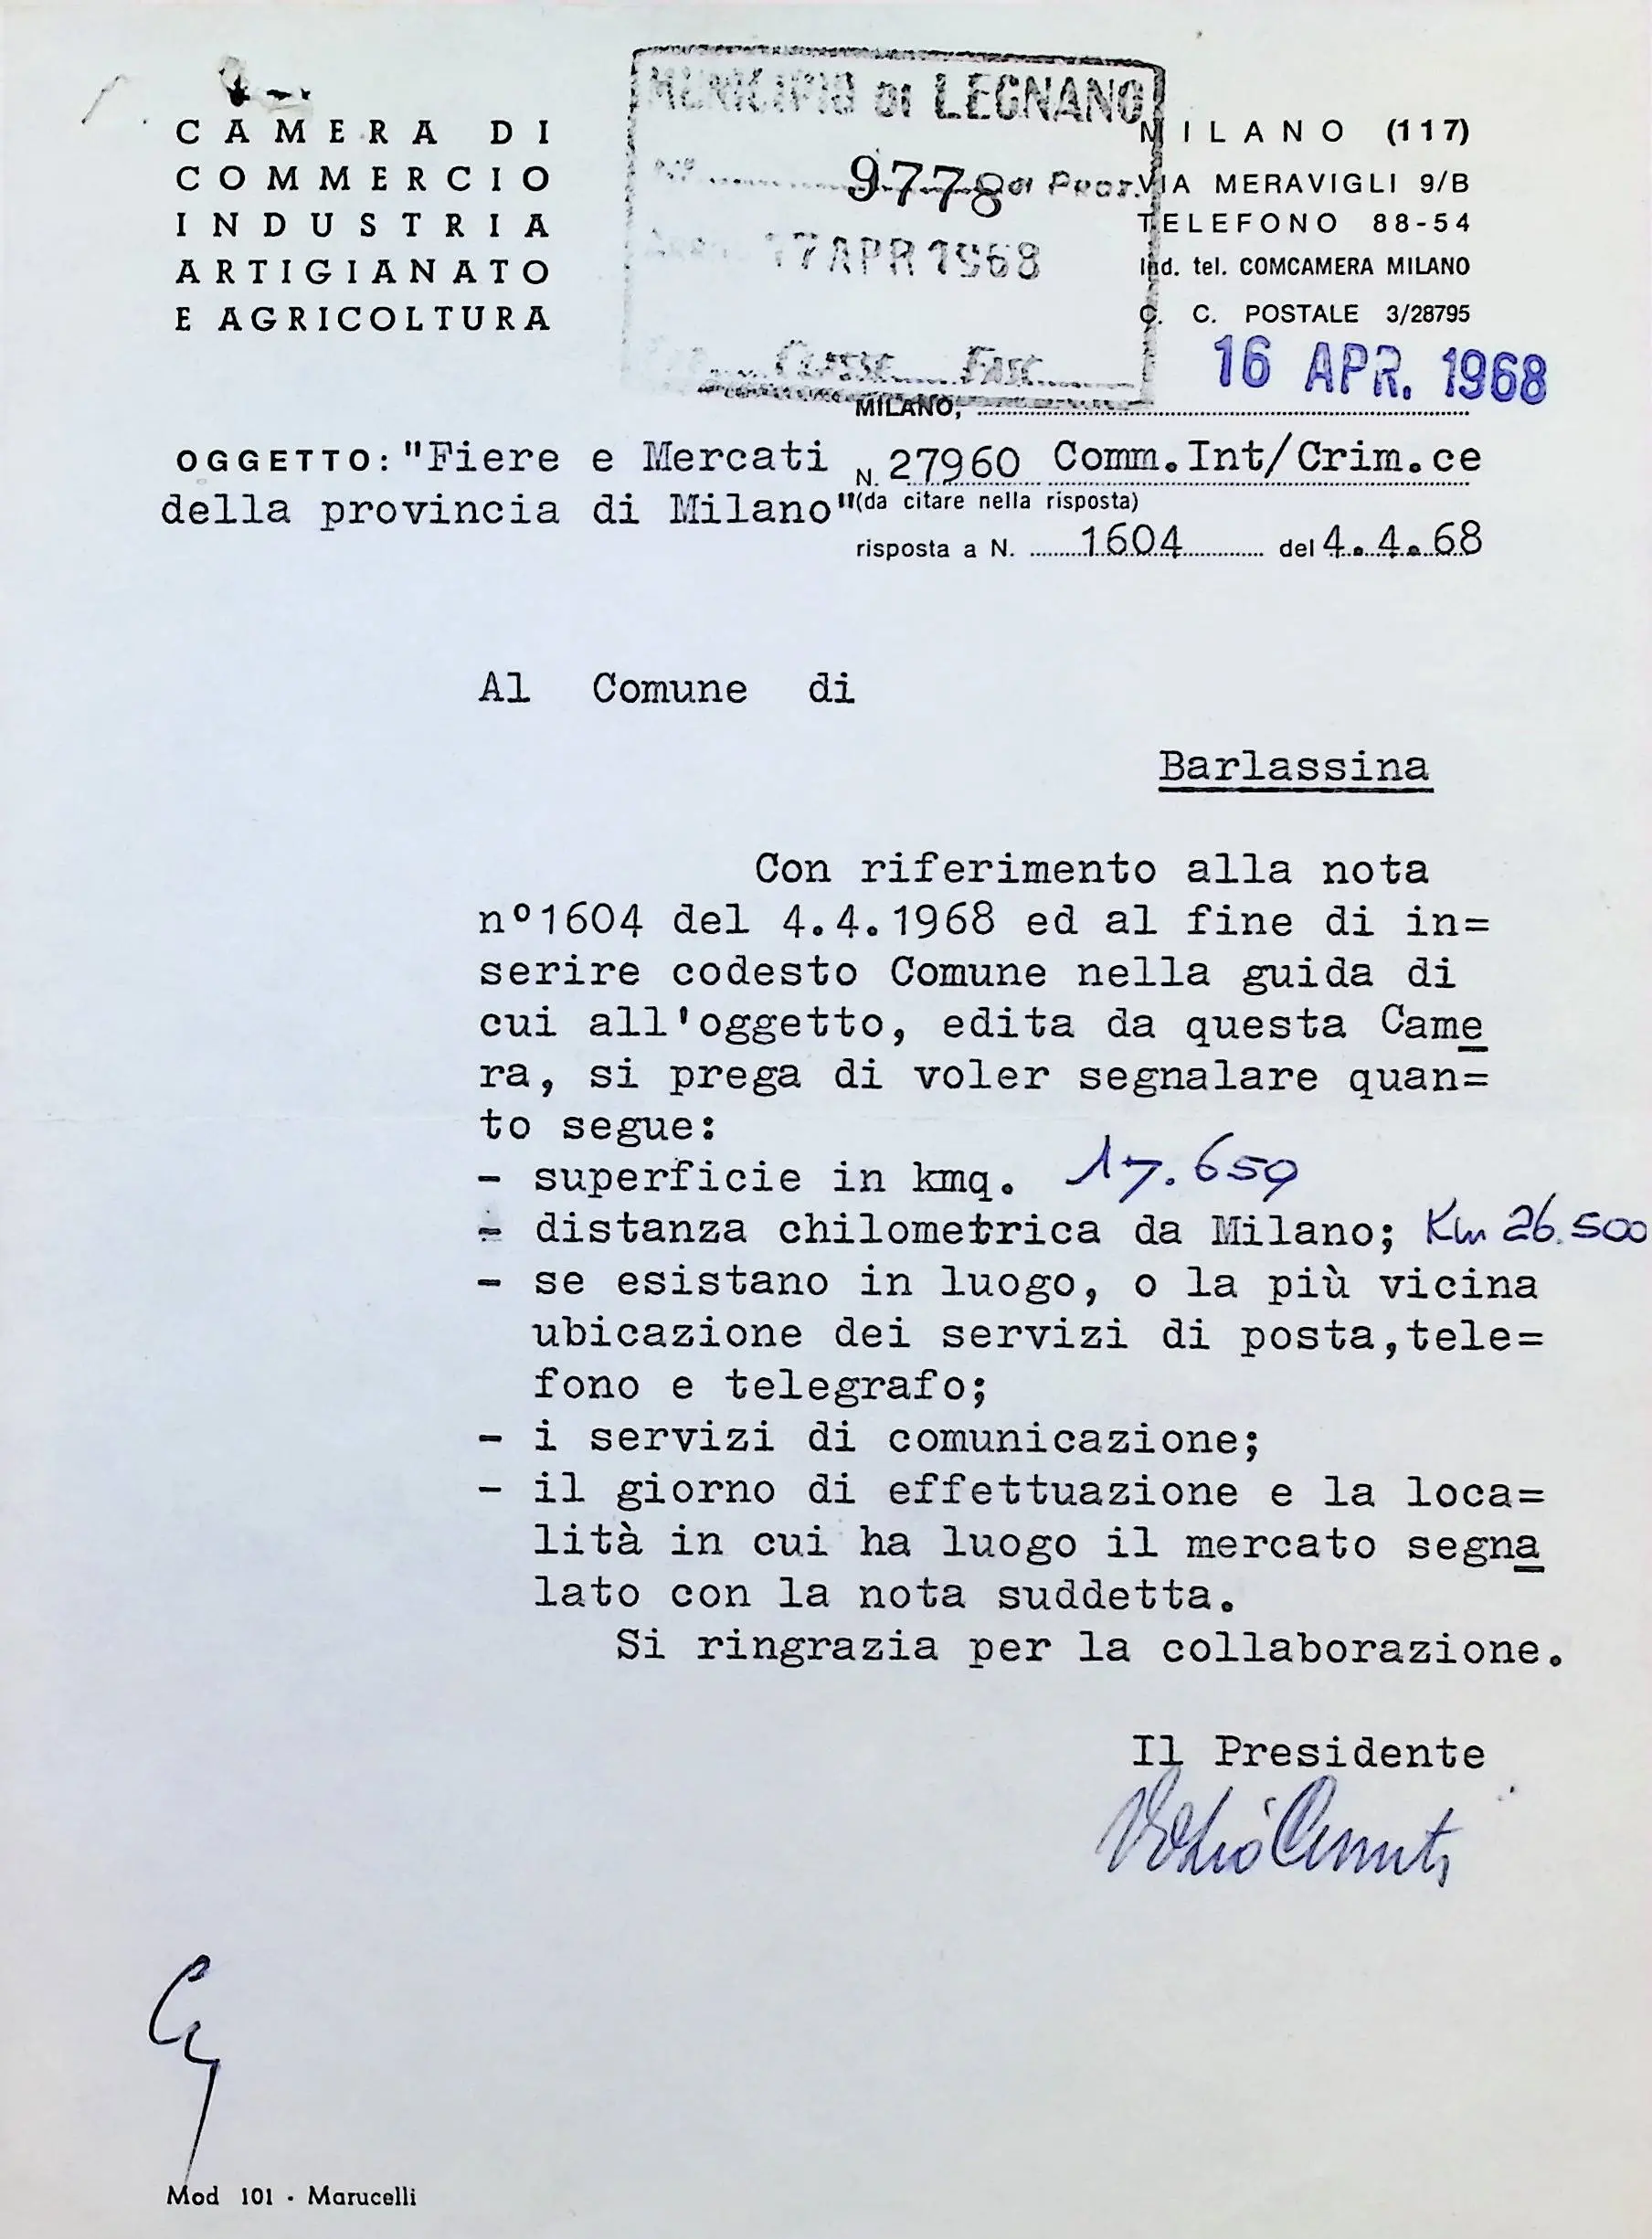 CAMERA DI
COMMERCIO
INDUSTRIA
ARTIGIANATO
E AGRICOLTURA
MUNICIPIO DI LEGNANO
9778 di Prot.
17 APR 1968
Classe Fasc.
MILANO (117)
VIA MERAVIGLI 9/B
TELEFONO 88-54
Ind. tel. COMCAMERA MILANO
C. C. POSTALE 3/28795
16 APR. 1968
MILANO,
OGGETTO: "Fiere e Mercati
della provincia di Milano"
N. 27960 Comm.Int/Crim.ce
(da citare nella risposta)
risposta a N. 1604 del 4.4.68
Al Comune di
Barlassina
Con riferimento alla nota
n°1604 del 4.4.1968 ed al fine di in=
serire codesto Comune nella guida di
cui all'oggetto, edita da questa Came
ra, si prega di voler segnalare quan=
to segue:
- superficie in kmq. 17.659
- distanza chilometrica da Milano; Km 26.500
- se esistano in luogo, o la più vicina
ubicazione dei servizi di posta,tele=
fono e telegrafo;
- i servizi di comunicazione;
- il giorno di effettuazione e la loca=
lità in cui ha luogo il mercato segna
lato con la nota suddetta.
Si ringrazia per la collaborazione.
Il Presidente
Mod 101 - Marucelli